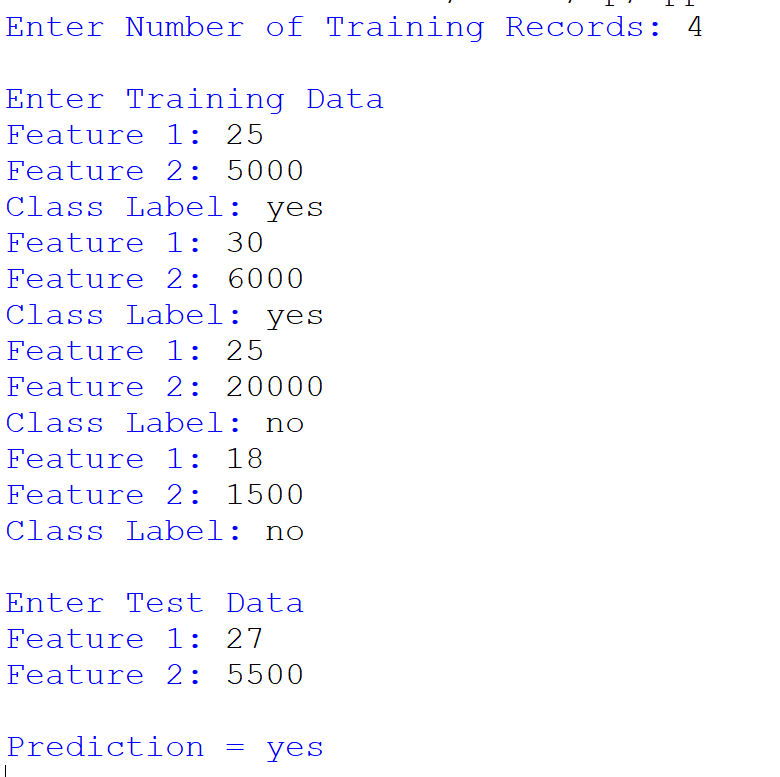 Enter Number of Training Records: 4
Enter Training Data
Feature 1: 25
Feature 2: 5000
Class Label: yes
Feature 1: 30
Feature 2: 6000
Class Label: yes
Feature 1: 25
Feature 2: 20000
Class Label: no
Feature 1: 18
Feature 2: 1500
Class Label: no
Enter Test Data
Feature 1: 27
Feature 2: 5500
Prediction = yes